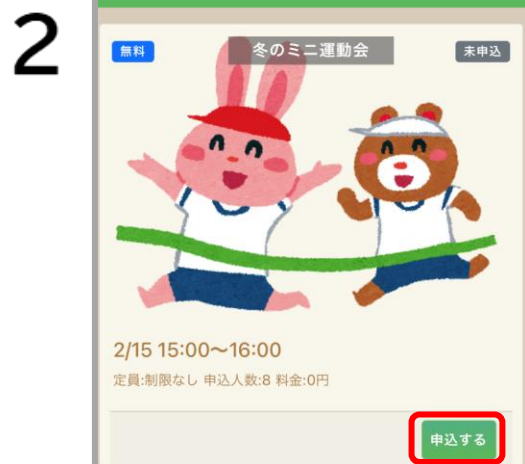 2
無料 冬のミニ運動会 未申込
2/15 15:00〜16:00
定員:制限なし 申込人数:8 料金:0円
申込する